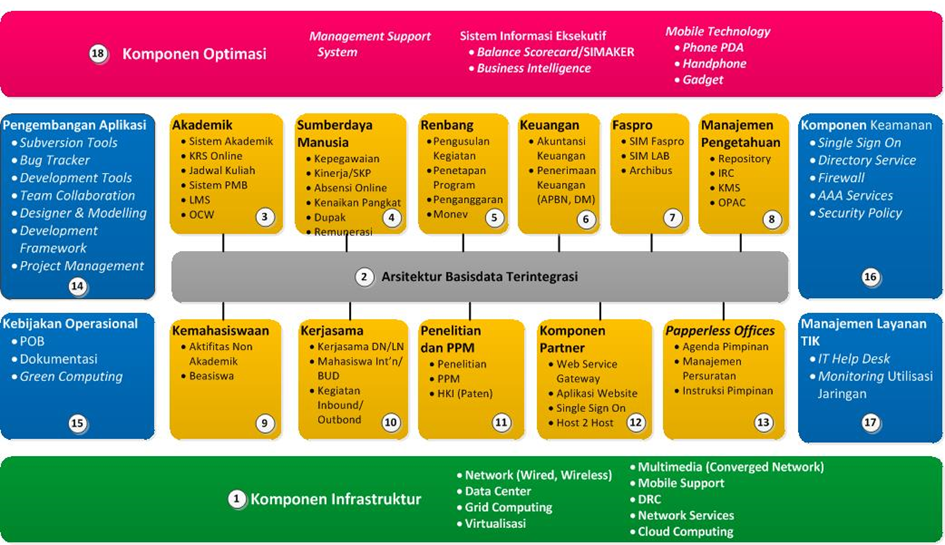 18 Komponen Optimasi
Management Support
System
Sistem Informasi Eksekutif
• Balance Scorecard/SIMAKER
• Business Intelligence
Mobile Technology
• Phone PDA
• Handphone
• Gadget
Pengembangan Aplikasi
• Subversion Tools
• Bug Tracker
• Development Tools
• Team Collaboration
• Designer & Modelling
• Development
Framework
• Project Management
14
Akademik
• Sistem Akademik
• KRS Online
• Jadwal Kuliah
• Sistem PMB
• LMS
• OCW
3
Sumberdaya
Manusia
• Kepegawaian
• Kinerja/SKP
• Absensi Online
• Kenaikan Pangkat
• Dupak
• Remunerasi
4
Renbang
• Pengusulan
Kegiatan
• Penetapan
Program
• Penganggaran
• Monev
5
Keuangan
• Akuntansi
Keuangan
• Penerimaan
Keuangan
(APBN, DM)
6
Faspro
• SIM Faspro
• SIM LAB
• Archibus
7
Manajemen
Pengetahuan
• Repository
• IRC
• KMS
• OPAC
8
Komponen Keamanan
• Single Sign On
• Directory Service
• Firewall
• AAA Services
• Security Policy
16
2 Arsitektur Basisdata Terintegrasi
Kebijakan Operasional
• POB
• Dokumentasi
• Green Computing
15
Kemahasiswaan
• Aktifitas Non
Akademik
• Beasiswa
9
Kerjasama
• Kerjasama DN/LN
• Mahasiswa Int'n/
BUD
• Kegiatan
Inbound/
Outbond
10
Penelitian
dan PPM
• Penelitian
• PPM
• HKI (Paten)
11
Komponen
Partner
• Web Service
Gateway
• Aplikasi Website
• Single Sign On
• Host 2 Host
12
Papperless Offices
• Agenda Pimpinan
• Manajemen
Persuratan
• Instruksi Pimpinan
13
Manajemen Layanan
TIK
• IT Help Desk
• Monitoring Utilisasi
Jaringan
17
1 Komponen Infrastruktur
• Network (Wired, Wireless)
• Data Center
• Grid Computing
• Virtualisasi
• Multimedia (Converged Network)
• Mobile Support
• DRC
• Network Services
• Cloud Computing